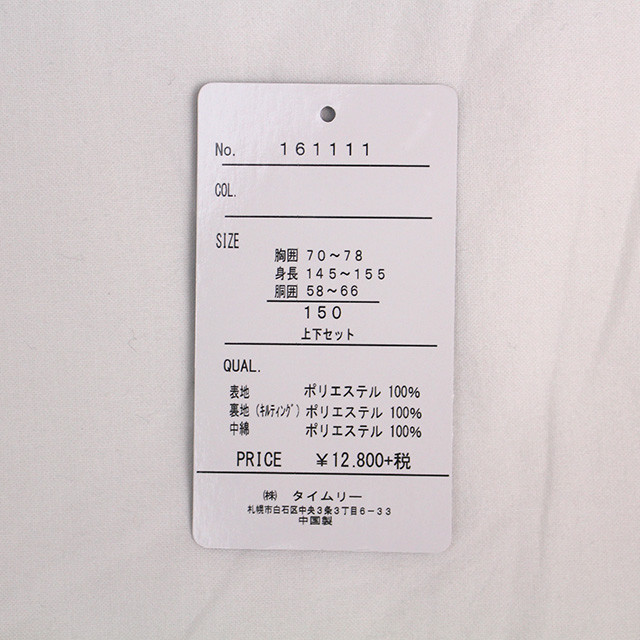 No. 161111
COL.
SIZE
胸囲 70～78
身長 145～155
胴囲 58～66
150
上下セット
QUAL.
表地 ポリエステル 100%
裏地 (ｷﾙﾃｨﾝｸﾞ) ポリエステル 100%
中綿 ポリエステル 100%
PRICE ￥12.800+税
㈱ タイムリー
札幌市白石区中央3条3丁目6－33
中国製